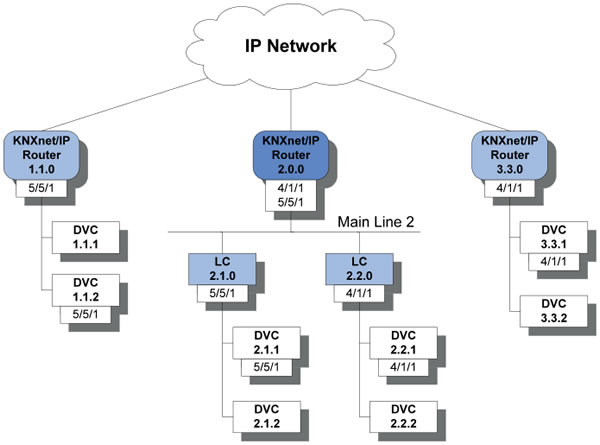 IP Network
KNXnet/IP
Router
1.1.0
5/5/1
DVC
1.1.1
DVC
1.1.2
5/5/1
KNXnet/IP
Router
2.0.0
4/1/1
5/5/1
Main Line 2
LC
2.1.0
5/5/1
DVC
2.1.1
5/5/1
DVC
2.1.2
LC
2.2.0
4/1/1
DVC
2.2.1
4/1/1
DVC
2.2.2
KNXnet/IP
Router
3.3.0
4/1/1
DVC
3.3.1
4/1/1
DVC
3.3.2